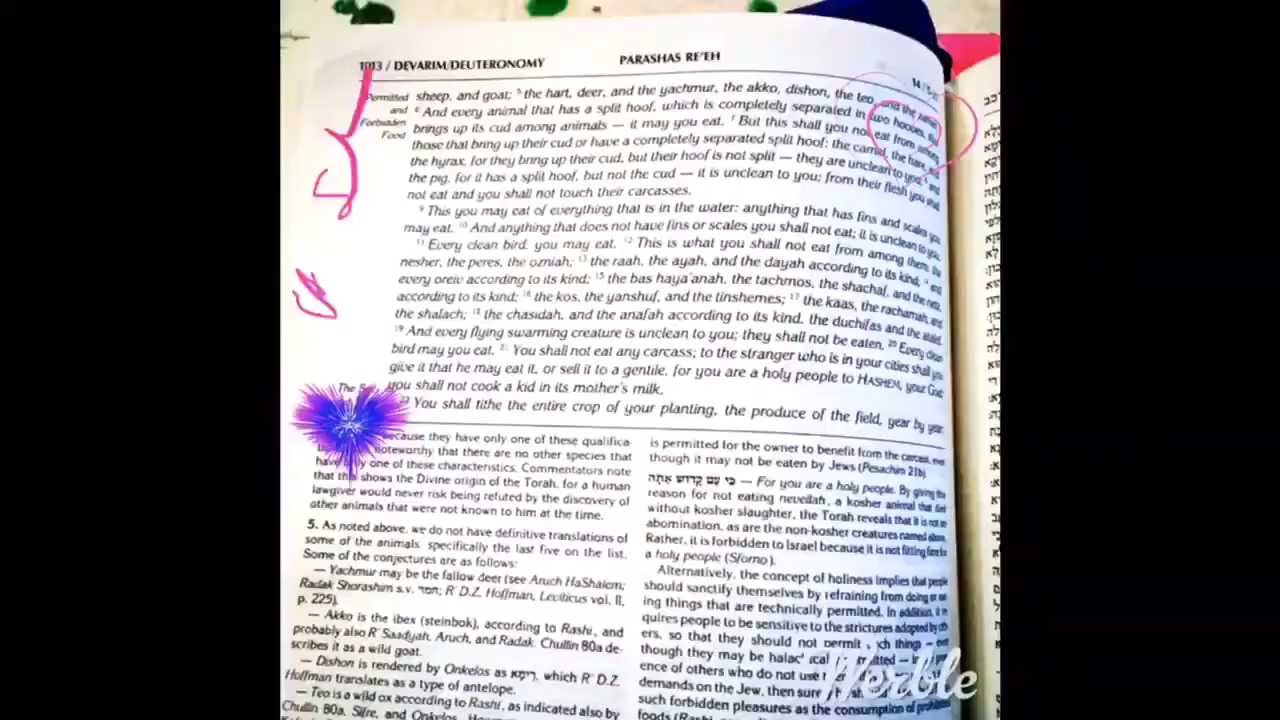 1013 / DEVARIM/DEUTERONOMY
PARASHAS RE'EH
Permitted
and
Forbidden
Food
sheep, and goat; 5 the hart, deer, and the yachmur, the akko, dishon, the teo, and the
6 And every animal that has a split hoof, which is completely separated in two hooves, that
brings up its cud among animals — it may you eat. 7 But this shall you not eat from among
those that bring up their cud or have a completely separated split hoof: the camel, the hare, and
the hyrax, for they bring up their cud, but their hoof is not split — they are unclean to you; 8 and
the pig, for it has a split hoof, but not the cud — it is unclean to you; from their flesh you shall
not eat and you shall not touch their carcasses.
9 This you may eat of everything that is in the water: anything that has fins and scales you
may eat. 10 And anything that does not have fins or scales you shall not eat; it is unclean to you.
11 Every clean bird, you may eat. 12 This is what you shall not eat from among them: the
nesher, the peres, the ozniah; 13 the raah, the ayah, and the dayah according to its kind; 14 and
every oreiv according to its kind; 15 the bas haya'anah, the tachmos, the shachaf, and the netz,
according to its kind; 16 the kos, the yanshuf, and the tinshemes; 17 the kaas, the rachamah, and
the shalach; 18 the chasidah, and the anafah according to its kind, the duchifas and the atalef.
19 And every flying swarming creature is unclean to you; they shall not be eaten. 20 Every clean
bird may you eat. 21 You shall not eat any carcass; to the stranger who is in your cities shall you
give it that he may eat it, or sell it to a gentile, for you are a holy people to HASHEM, your God;
you shall not cook a kid in its mother's milk.
The
22 You shall tithe the entire crop of your planting, the produce of the field, year by year.
because they have only one of these qualifica-
noteworthy that there are no other species that
have only one of these characteristics. Commentators note
that this shows the Divine origin of the Torah, for a human
lawgiver would never risk being refuted by the discovery of
other animals that were not known to him at the time.
5. As noted above, we do not have definitive translations of
some of the animals, specifically the last five on the list.
Some of the conjectures are as follows:
— Yachmur may be the fallow deer (see Aruch HaShalem;
Radak Shorashim s.v. חמר; R' D.Z. Hoffman, Leviticus vol. II,
p. 225).
— Akko is the ibex (steinbok), according to Rashi, and
probably also R' Saadyah, Aruch, and Radak. Chullin 80a de-
scribes it as a wild goat.
— Dishon is rendered by Onkelos as רימא, which R' D.Z.
Hoffman translates as a type of antelope.
— Teo is a wild ox according to Rashi, as indicated also by
Chullin 80a, Sifre, and Onkelos.
is permitted for the owner to benefit from the carcass, even
though it may not be eaten by Jews (Pesachim 21b).
כי עם קדוש אתה — For you are a holy people. By giving the
reason for not eating neveilah, a kosher animal that died
without kosher slaughter, the Torah reveals that it is not an
abomination, as are the non-kosher creatures named above.
Rather, it is forbidden to Israel because it is not fitting fare for
a holy people (Sforno).
Alternatively, the concept of holiness implies that people
should sanctify themselves by refraining from doing or eat-
ing things that are technically permitted. In addition, it re-
quires people to be sensitive to the strictures adopted by oth-
ers, so that they should not permit such things — even
though they may be halachically permitted — in
ence of others who do not use
demands on the Jew, then sure
such forbidden pleasures as the consumption of prohibited
foods
Werble